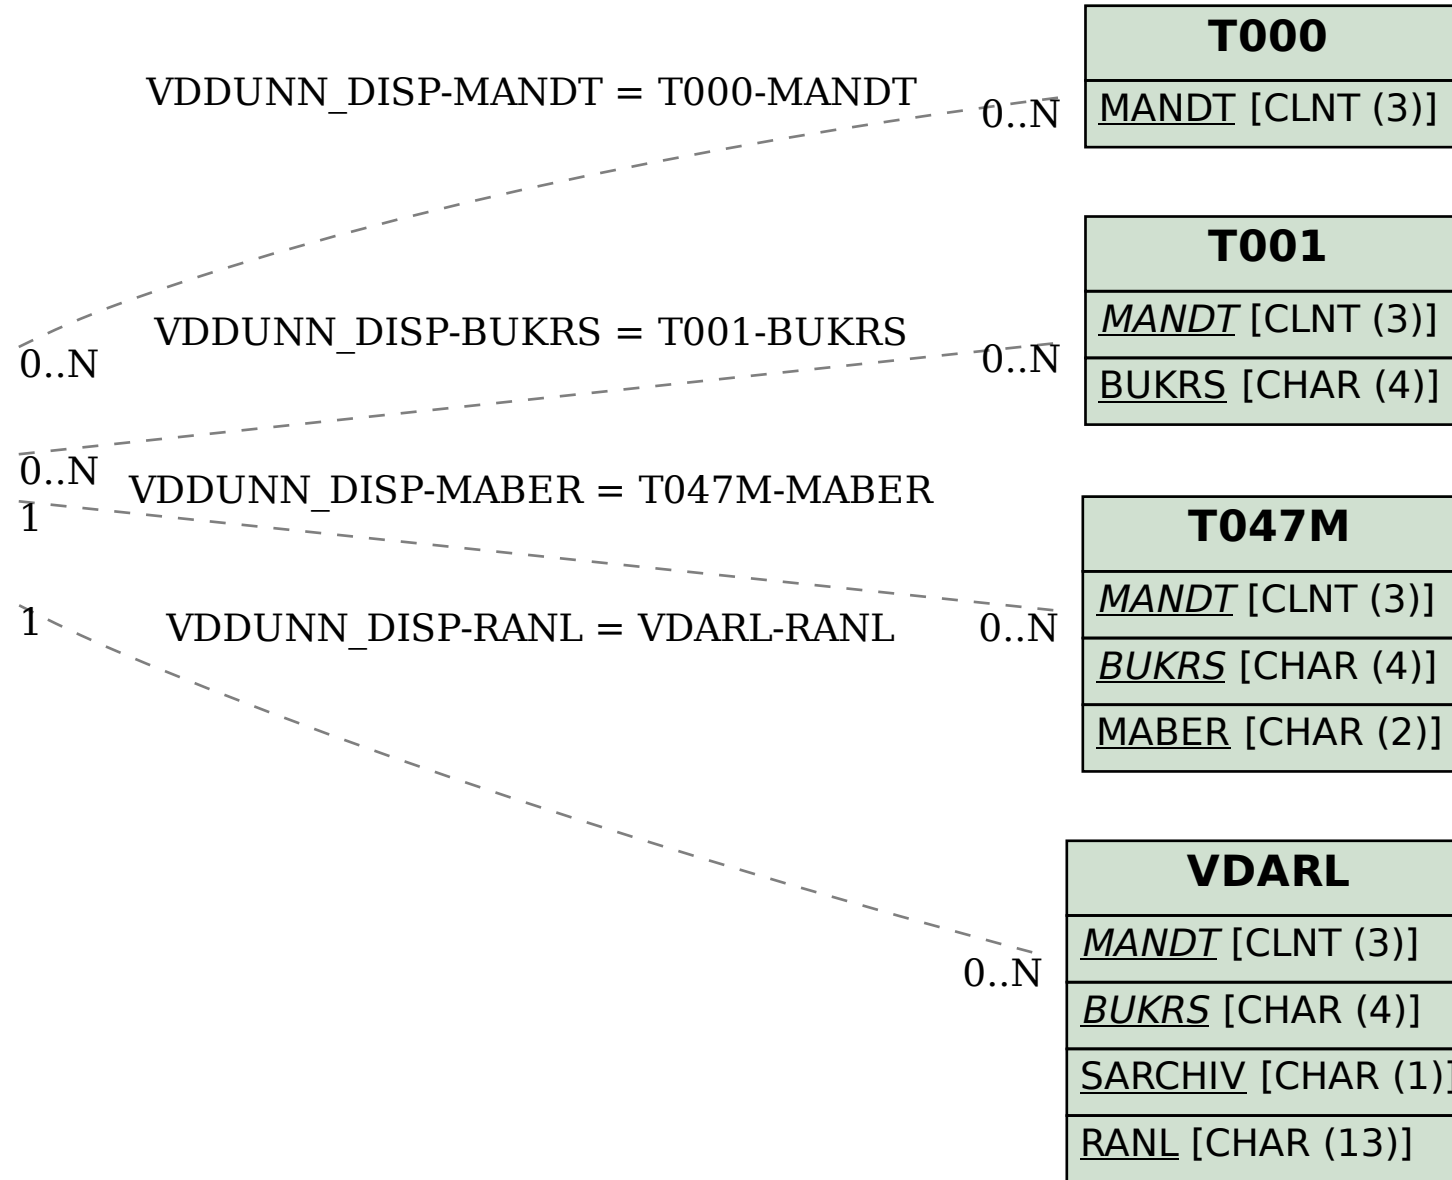 T000
VDDUNN_DISP-MANDT = T000-MANDT
0..N
MANDT [CLNT (3)]
T001
MANDT [CLNT (3)]
VDDUNN_DISP-BUKRS = T001-BUKRS
0..N
0..N
BUKRS [CHAR (4)]
0..N
VDDUNN_DISP-MABER = T047M-MABER
1
T047M
MANDT [CLNT (3)]
1
VDDUNN_DISP-RANL = VDARL-RANL
0..N
BUKRS [CHAR (4)]
MABER [CHAR (2)]
VDARL
MANDT [CLNT (3)]
0..N
BUKRS [CHAR (4)]
SARCHIV [CHAR (1)]
RANL [CHAR (13)]